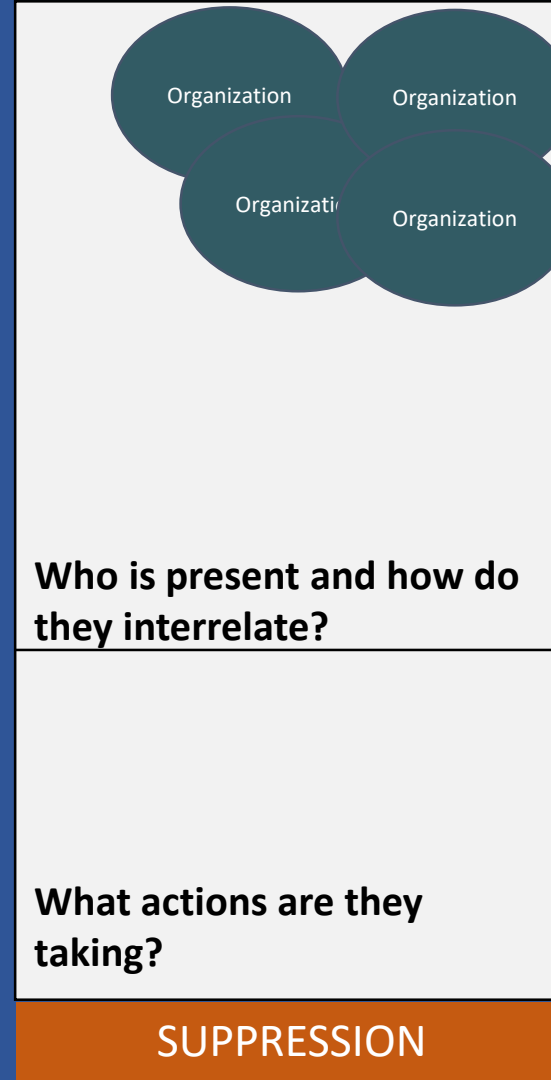 Organization
Organization
Organizati
Organization
Who is present and how do
they interrelate?
What actions are they
taking?
SUPPRESSION